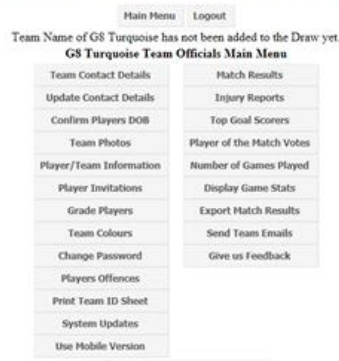 Main Menu Logout
Team Name of G8 Turquoise has not been added to the Draw yet
G8 Turquoise Team Officials Main Menu
Team Contact Details Match Results
Update Contact Details Injury Reports
Confirm Players DOB Top Goal Scorers
Team Photos Player of the Match Votes
Player/Team Information Number of Games Played
Player Invitations Display Game Stats
Grade Players Export Match Results
Team Colours Send Team Emails
Change Password Give us Feedback
Players Offences
Print Team ID Sheet
System Updates
Use Mobile Version